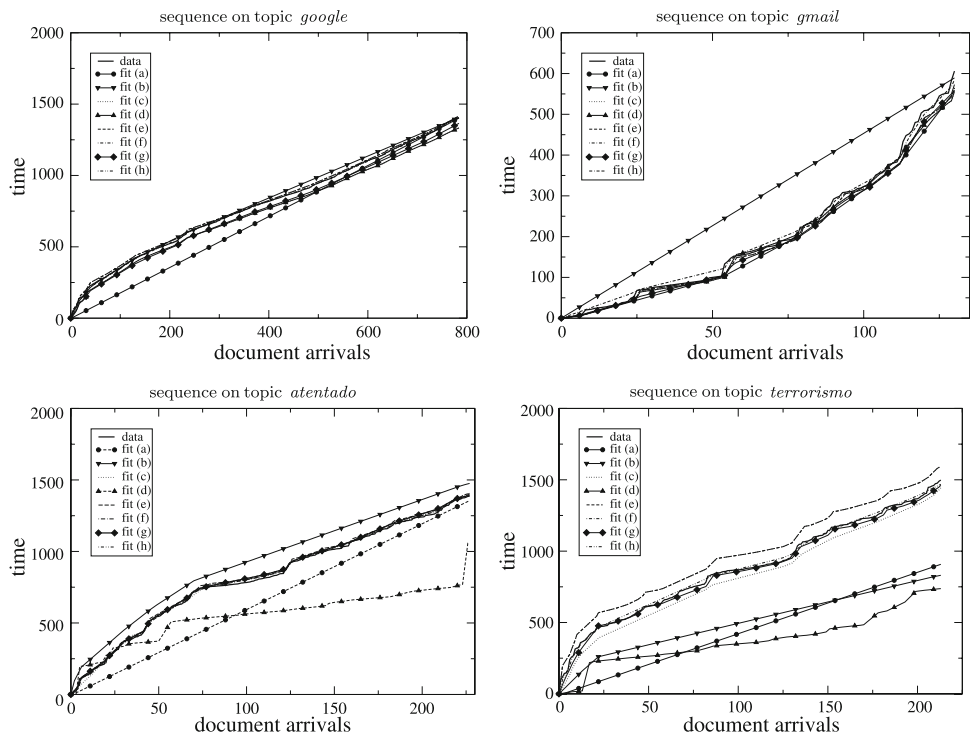 sequence on topic google
2000
1500
1000
500
0
time
data
fit (a)
fit (b)
fit (c)
fit (d)
fit (e)
fit (f)
fit (g)
fit (h)
0 200 400 600 800
document arrivals
sequence on topic gmail
700
600
500
400
300
200
100
0
time
data
fit (a)
fit (b)
fit (c)
fit (d)
fit (e)
fit (f)
fit (g)
fit (h)
0 50 100
document arrivals
sequence on topic atentado
2000
1500
1000
500
0
time
data
fit (a)
fit (b)
fit (c)
fit (d)
fit (e)
fit (f)
fit (g)
fit (h)
0 50 100 150 200
document arrivals
sequence on topic terrorismo
2000
1500
1000
500
0
time
data
fit (a)
fit (b)
fit (c)
fit (d)
fit (e)
fit (f)
fit (g)
fit (h)
0 50 100 150 200
document arrivals